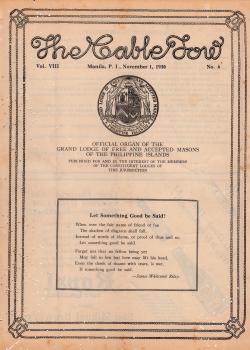 The Cable Tow
Vol. VIII Manila, P. I., November 1, 1930 No. 6
OFFICIAL ORGAN OF THE
GRAND LODGE OF FREE AND ACCEPTED MASONS
OF THE PHILIPPINE ISLANDS
PUBLISHED FOR AND IN THE INTEREST OF THE MEMBERS
OF THE CONSTITUENT LODGES OF
THIS JURISDICTION
Let Something Good be Said!
When over the fair name of friend or foe
The shadow of disgrace shall fall,
Instead of words of blame, or proof of thus and so,
Let something good be said.
Forget not that no fellow being yet
May fall so low but love may lift his head,
Even the cheek of shame with tears, is wet,
If something good be said.
—James Whitcomb Riley.